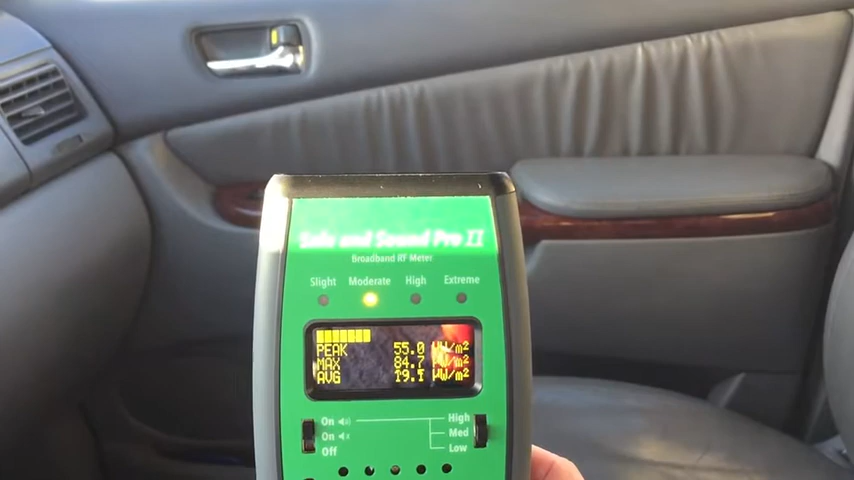 Safe and Sound Pro II
Broadband RF Meter
Slight Moderate High Extreme
PEAK 55.0 µW/m²
MAX 84.7 µW/m²
AVG 19.1 µW/m²
On High
On Med
Off Low